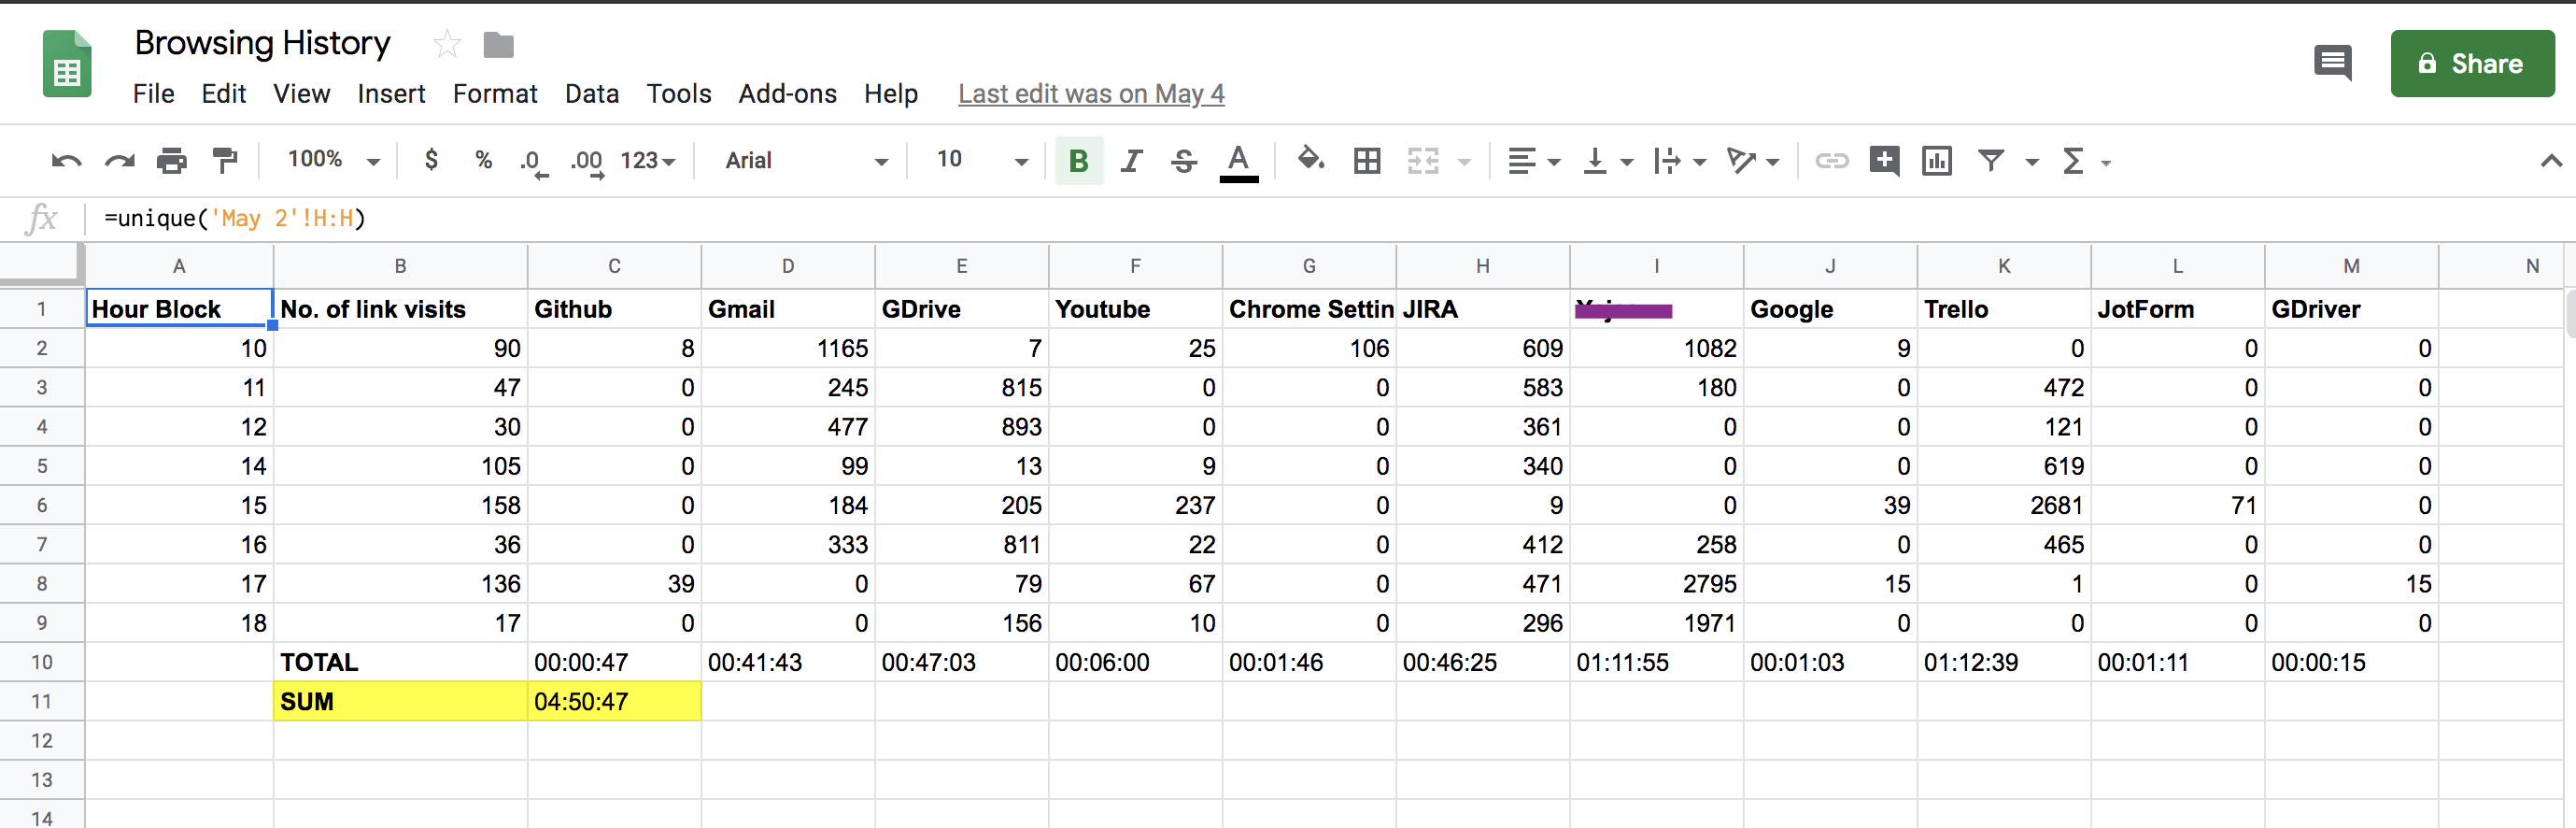 Browsing History
File Edit View Insert Format Data Tools Add-ons Help Last edit was on May 4
Share
100% $ % .0 .00 123 Arial 10 B I S A Σ
fx =unique('May 2'!H:H)
A B C D E F G H I J K L M N
1 Hour Block No. of link visits Github Gmail GDrive Youtube Chrome Settin JIRA Google Trello JotForm GDriver
2 10 90 8 1165 7 25 106 609 1082 9 0 0 0
3 11 47 0 245 815 0 0 583 180 0 472 0 0
4 12 30 0 477 893 0 0 361 0 0 121 0 0
5 14 105 0 99 13 9 0 340 0 0 619 0 0
6 15 158 0 184 205 237 0 9 0 39 2681 71 0
7 16 36 0 333 811 22 0 412 258 0 465 0 0
8 17 136 39 0 79 67 0 471 2795 15 1 0 15
9 18 17 0 0 156 10 0 296 1971 0 0 0 0
10 TOTAL 00:00:47 00:41:43 00:47:03 00:06:00 00:01:46 00:46:25 01:11:55 00:01:03 01:12:39 00:01:11 00:00:15
11 SUM 04:50:47
12
13
14